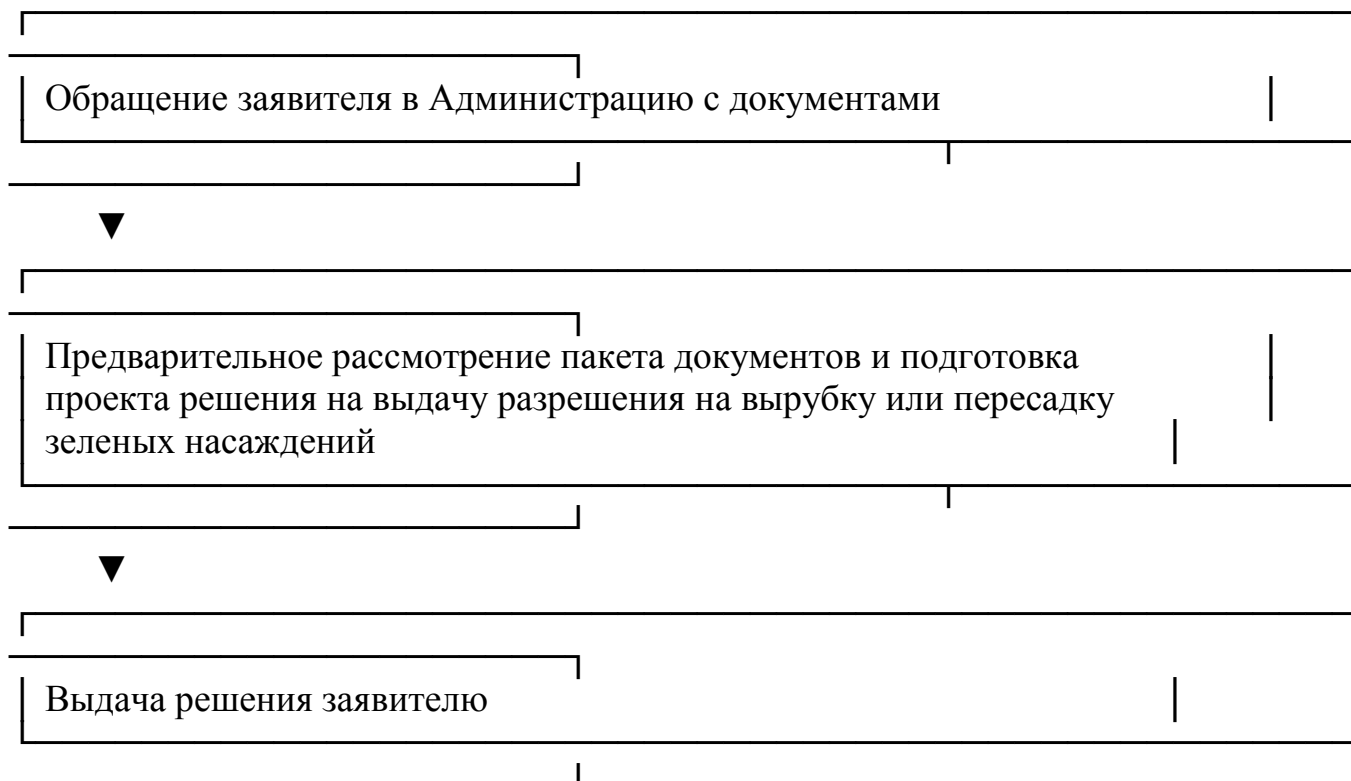 Обращение заявителя в Администрацию с документами
▼
Предварительное рассмотрение пакета документов и подготовка
проекта решения на выдачу разрешения на вырубку или пересадку
зеленых насаждений
▼
Выдача решения заявителю